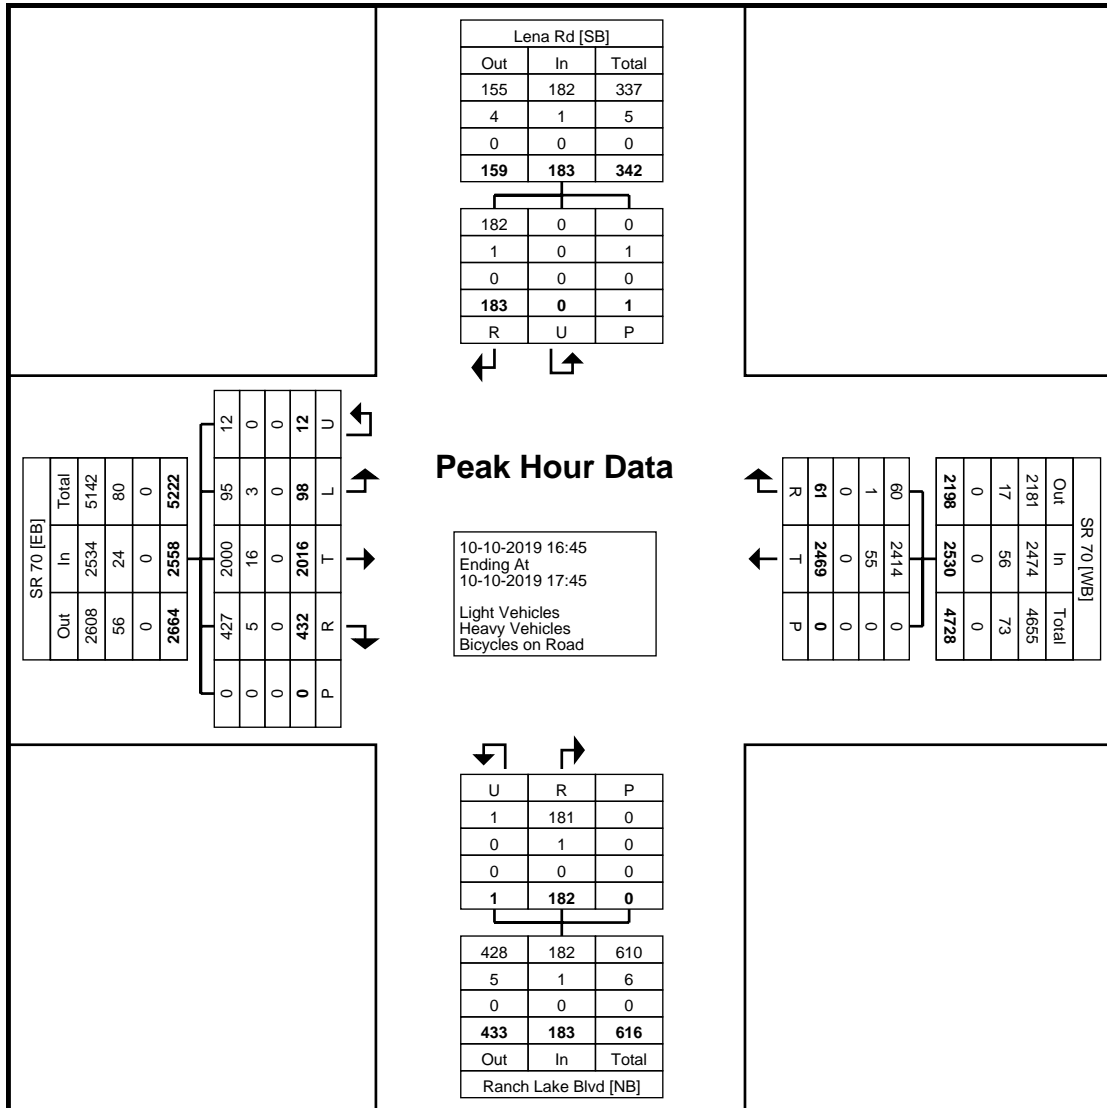 Lena Rd [SB]
Out In Total
155 182 337
4 1 5
0 0 0
159 183 342
182 0 0
1 0 1
0 0 0
183 0 1
R U P
Peak Hour Data
10-10-2019 16:45
Ending At
10-10-2019 17:45
Light Vehicles
Heavy Vehicles
Bicycles on Road
SR 70 [EB]
Total In Out
5142 2534 2608
80 24 56
0 0 0
5222 2558 2664
12 95 2000 427 0
0 3 16 5 0
0 0 0 0 0
12 98 2016 432 0
U L T R P
SR 70 [WB]
Out In Total
2181 2474 4655
17 56 73
0 0 0
2198 2530 4728
60 2414 0
1 55 0
0 0 0
61 2469 0
R T P
U R P
1 181 0
0 1 0
0 0 0
1 182 0
428 182 610
5 1 6
0 0 0
433 183 616
Out In Total
Ranch Lake Blvd [NB]